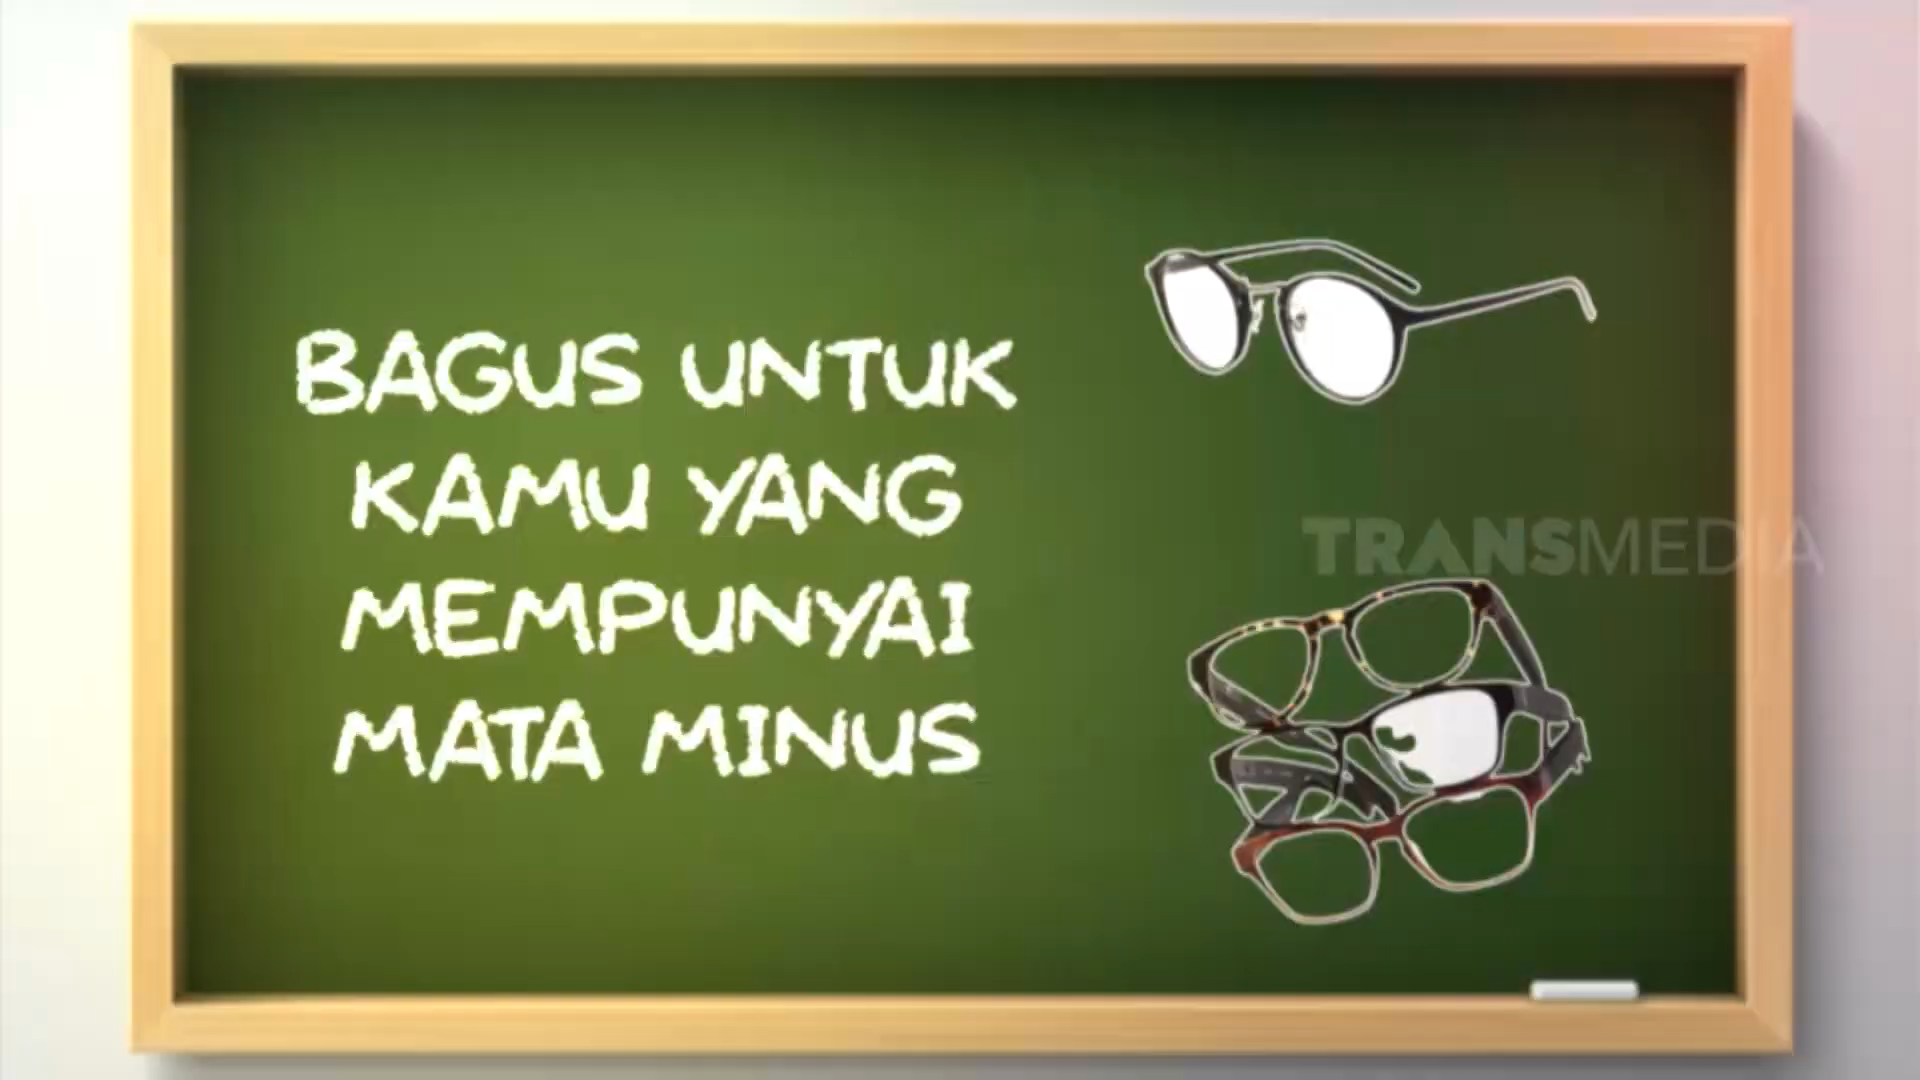 BAGUS UNTUK
KAMU YANG
MEMPUNYAI
MATA MINUS
TRANSMEDIA